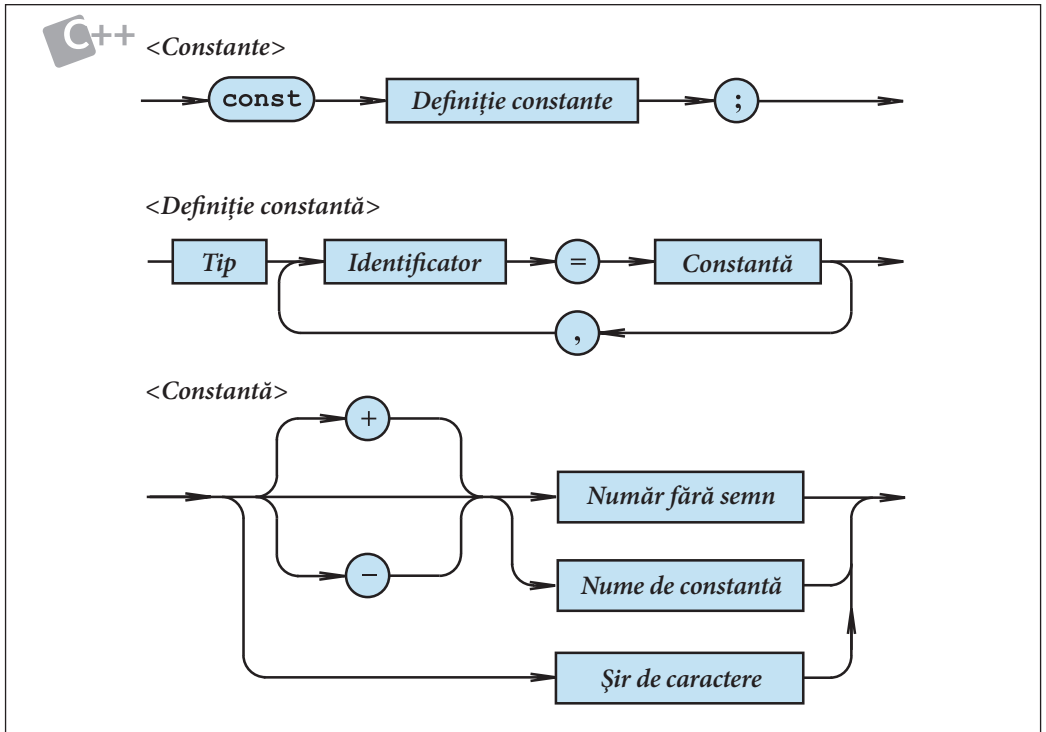 C++
<Constante>
const Definiție constante ;
<Definiție constantă>
Tip Identificator = Constantă
,
<Constantă>
+
Număr fără semn
−
Nume de constantă
Șir de caractere